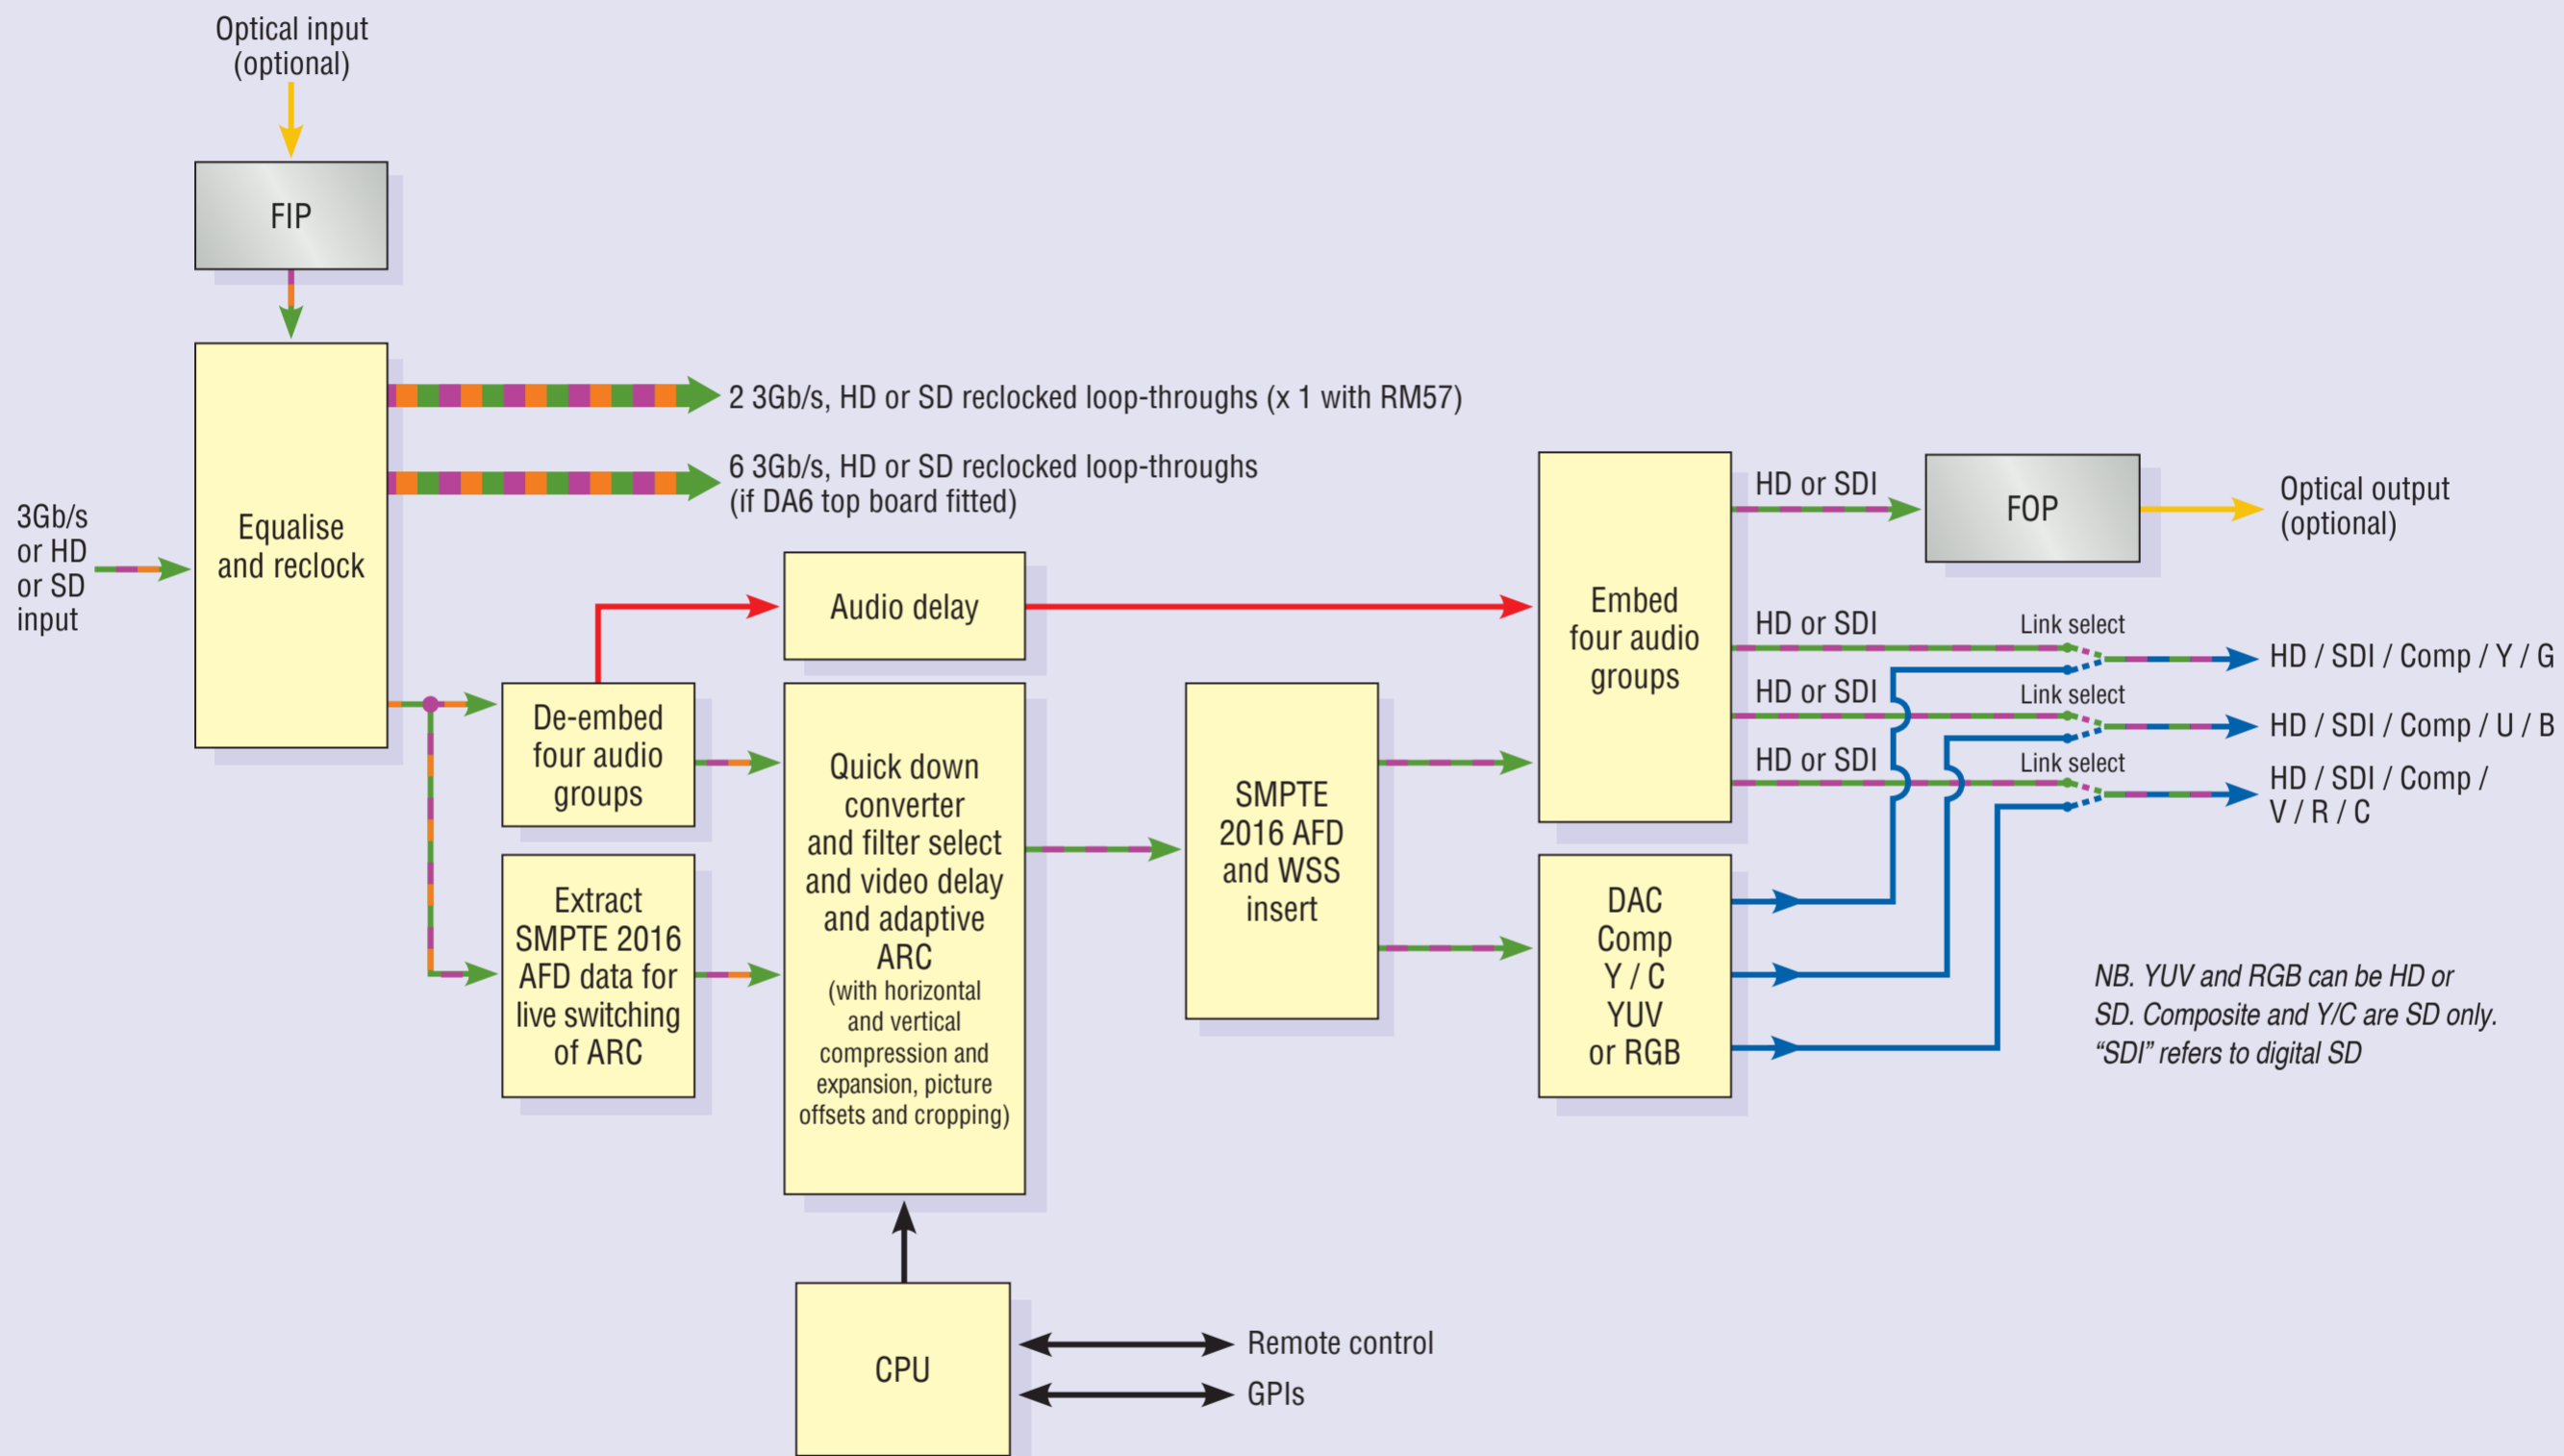 Optical input
(optional)
FIP
2 3Gb/s, HD or SD reclocked loop-throughs (x 1 with RM57)
6 3Gb/s, HD or SD reclocked loop-throughs
(if DA6 top board fitted)
3Gb/s
or HD
or SD
input
Equalise
and reclock
Audio delay
De-embed
four audio
groups
Extract
SMPTE 2016
AFD data for
live switching
of ARC
Quick down
converter
and filter select
and video delay
and adaptive
ARC
(with horizontal
and vertical
compression and
expansion, picture
offsets and cropping)
SMPTE
2016 AFD
and WSS
insert
Embed
four audio
groups
HD or SDI
FOP
Optical output
(optional)
HD or SDI
Link select
HD / SDI / Comp / Y / G
HD or SDI
Link select
HD / SDI / Comp / U / B
HD or SDI
Link select
HD / SDI / Comp /
V / R / C
DAC
Comp
Y / C
YUV
or RGB
NB. YUV and RGB can be HD or
SD. Composite and Y/C are SD only.
“SDI” refers to digital SD
CPU
Remote control
GPIs